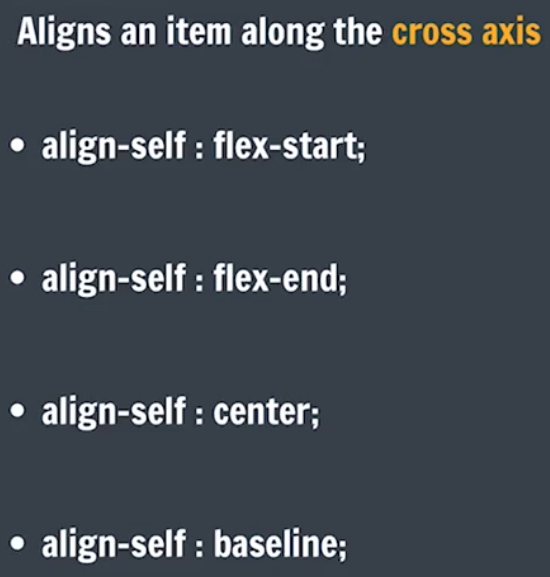 Aligns an item along the cross axis
• align-self : flex-start;
• align-self : flex-end;
• align-self : center;
• align-self : baseline;